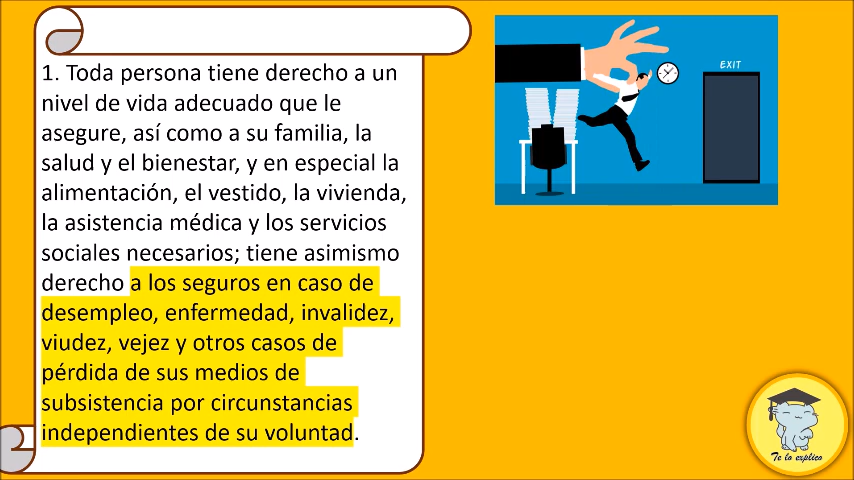 1. Toda persona tiene derecho a un
nivel de vida adecuado que le
asegure, así como a su familia, la
salud y el bienestar, y en especial la
alimentación, el vestido, la vivienda,
la asistencia médica y los servicios
sociales necesarios; tiene asimismo
derecho a los seguros en caso de
desempleo, enfermedad, invalidez,
viudez, vejez y otros casos de
pérdida de sus medios de
subsistencia por circunstancias
independientes de su voluntad.
EXIT
Te lo explico